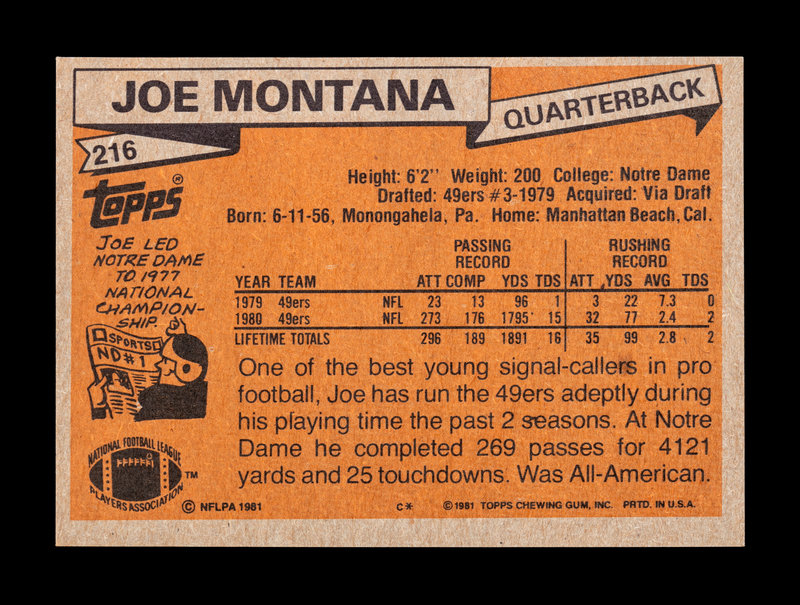 JOE MONTANA
QUARTERBACK
216
topps®
Height: 6'2'' Weight: 200 College: Notre Dame
Drafted: 49ers #3-1979 Acquired: Via Draft
Born: 6-11-56, Monongahela, Pa. Home: Manhattan Beach, Cal.
JOE LED
NOTRE DAME
TO 1977
NATIONAL
CHAMPION-
SHIP.
SPORTS
ND#1
PASSING RUSHING
RECORD RECORD
YEAR TEAM ATT COMP YDS TDS ATT YDS AVG TDS
1979 49ers NFL 23 13 96 1 3 22 7.3 0
1980 49ers NFL 273 176 1795 15 32 77 2.4 2
LIFETIME TOTALS 296 189 1891 16 35 99 2.8 2
One of the best young signal-callers in pro
football, Joe has run the 49ers adeptly during
his playing time the past 2 seasons. At Notre
Dame he completed 269 passes for 4121
yards and 25 touchdowns. Was All-American.
NATIONAL FOOTBALL LEAGUE
PLAYERS ASSOCIATION
™
© NFLPA 1981 C* ©1981 TOPPS CHEWING GUM, INC. PRTD. IN U.S.A.